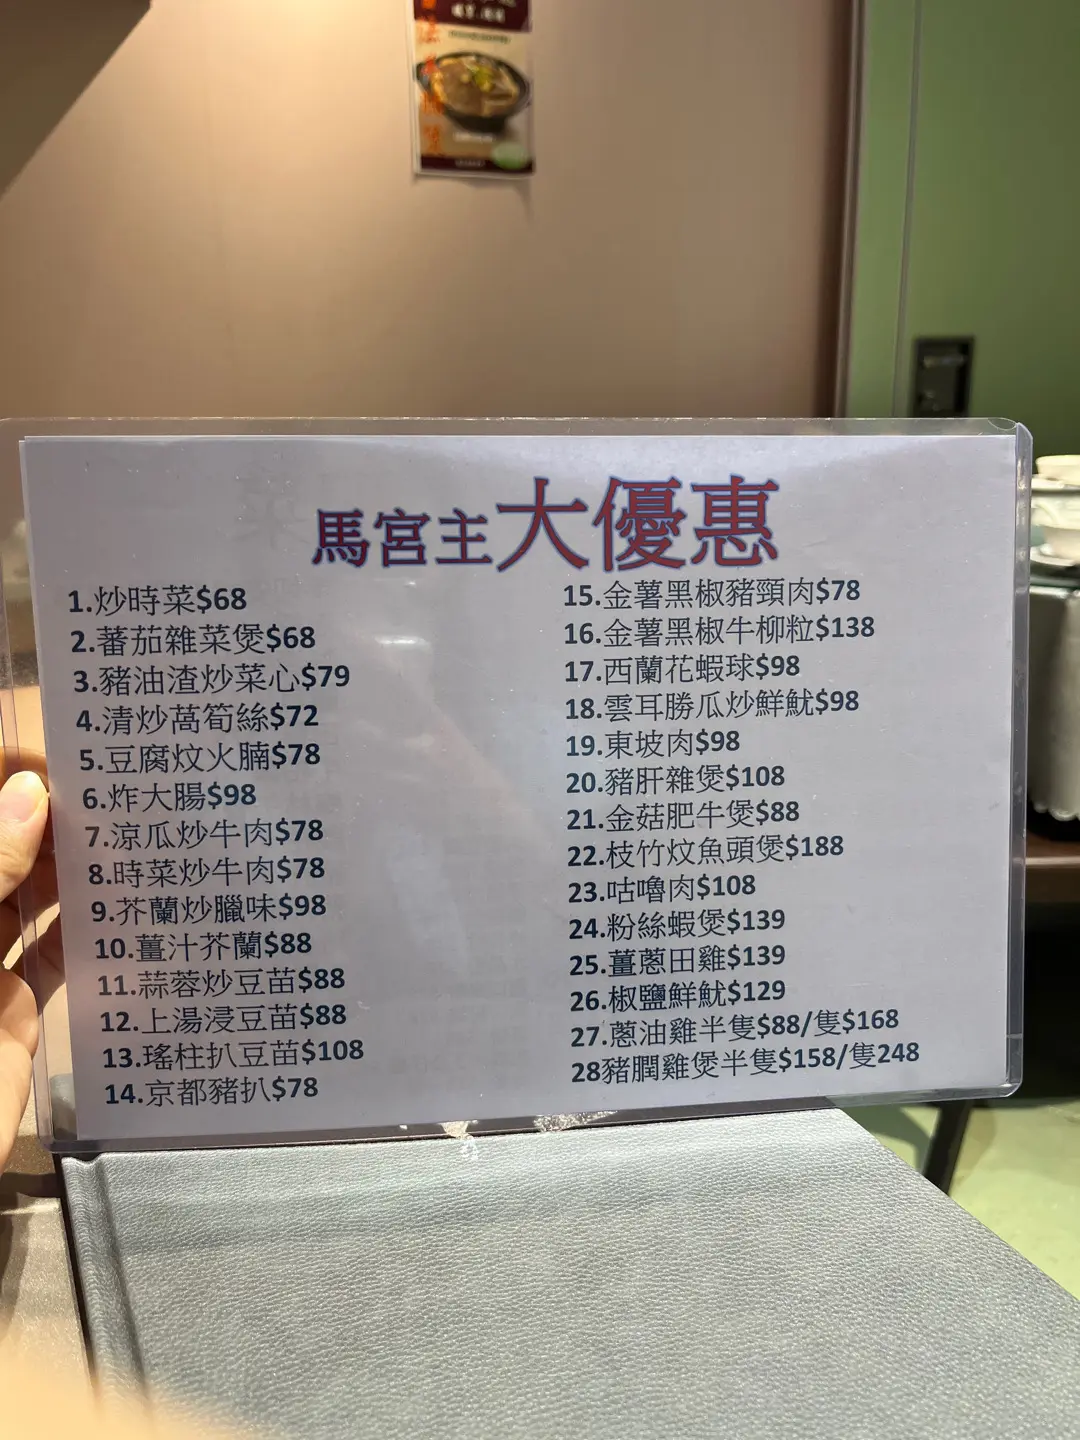 馬宮主大優惠
1.炒時菜$68
2.蕃茄雜菜煲$68
3.豬油渣炒菜心$79
4.清炒萵筍絲$72
5.豆腐炆火腩$78
6.炸大腸$98
7.涼瓜炒牛肉$78
8.時菜炒牛肉$78
9.芥蘭炒臘味$98
10.薑汁芥蘭$88
11.蒜蓉炒豆苗$88
12.上湯浸豆苗$88
13.瑤柱扒豆苗$108
14.京都豬扒$78
15.金薯黑椒豬頸肉$78
16.金薯黑椒牛柳粒$138
17.西蘭花蝦球$98
18.雲耳勝瓜炒鮮魷$98
19.東坡肉$98
20.豬肝雜煲$108
21.金菇肥牛煲$88
22.枝竹炆魚頭煲$188
23.咕嚕肉$108
24.粉絲蝦煲$139
25.薑蔥田雞$139
26.椒鹽鮮魷$129
27.蔥油雞半隻$88/隻$168
28豬膶雞煲半隻$158/隻248